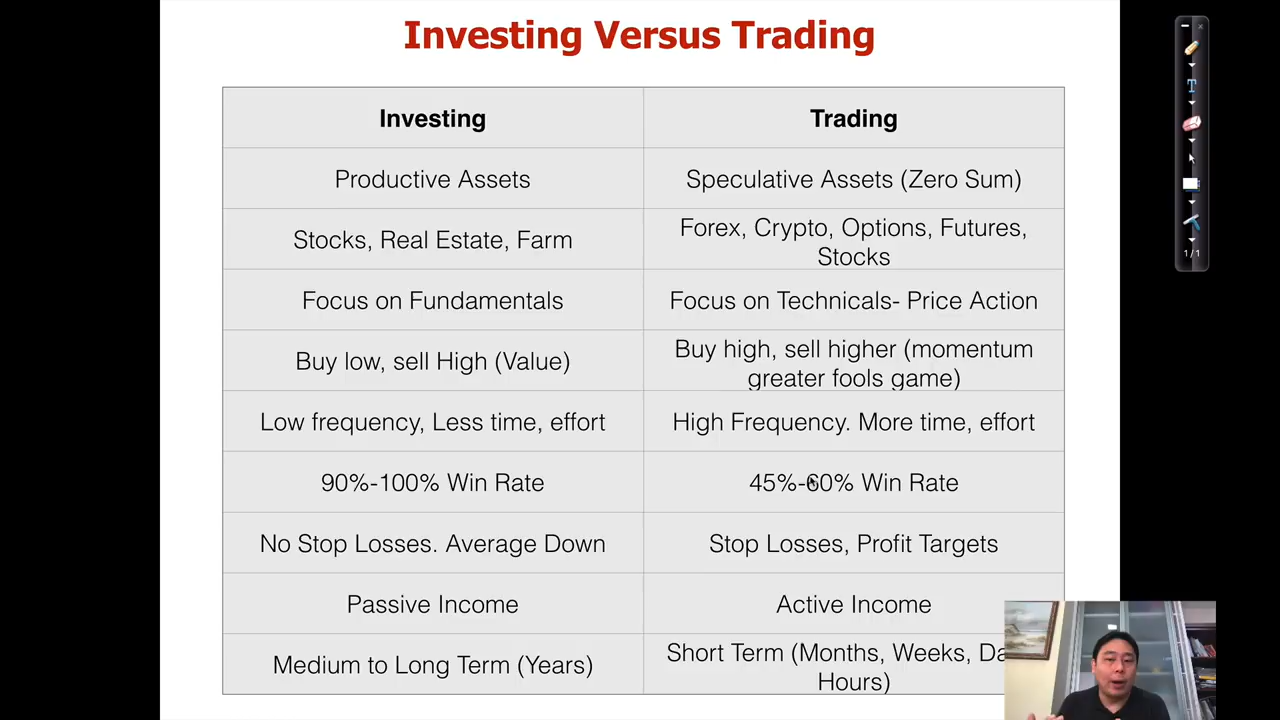 Investing Versus Trading
Investing
Trading
Productive Assets
Speculative Assets (Zero Sum)
Stocks, Real Estate, Farm
Forex, Crypto, Options, Futures,
Stocks
Focus on Fundamentals
Focus on Technicals- Price Action
Buy low, sell High (Value)
Buy high, sell higher (momentum
greater fools game)
Low frequency, Less time, effort
High Frequency. More time, effort
90%-100% Win Rate
45%-60% Win Rate
No Stop Losses. Average Down
Stop Losses, Profit Targets
Passive Income
Active Income
Medium to Long Term (Years)
Short Term (Months, Weeks,
Hours)
T
1/1